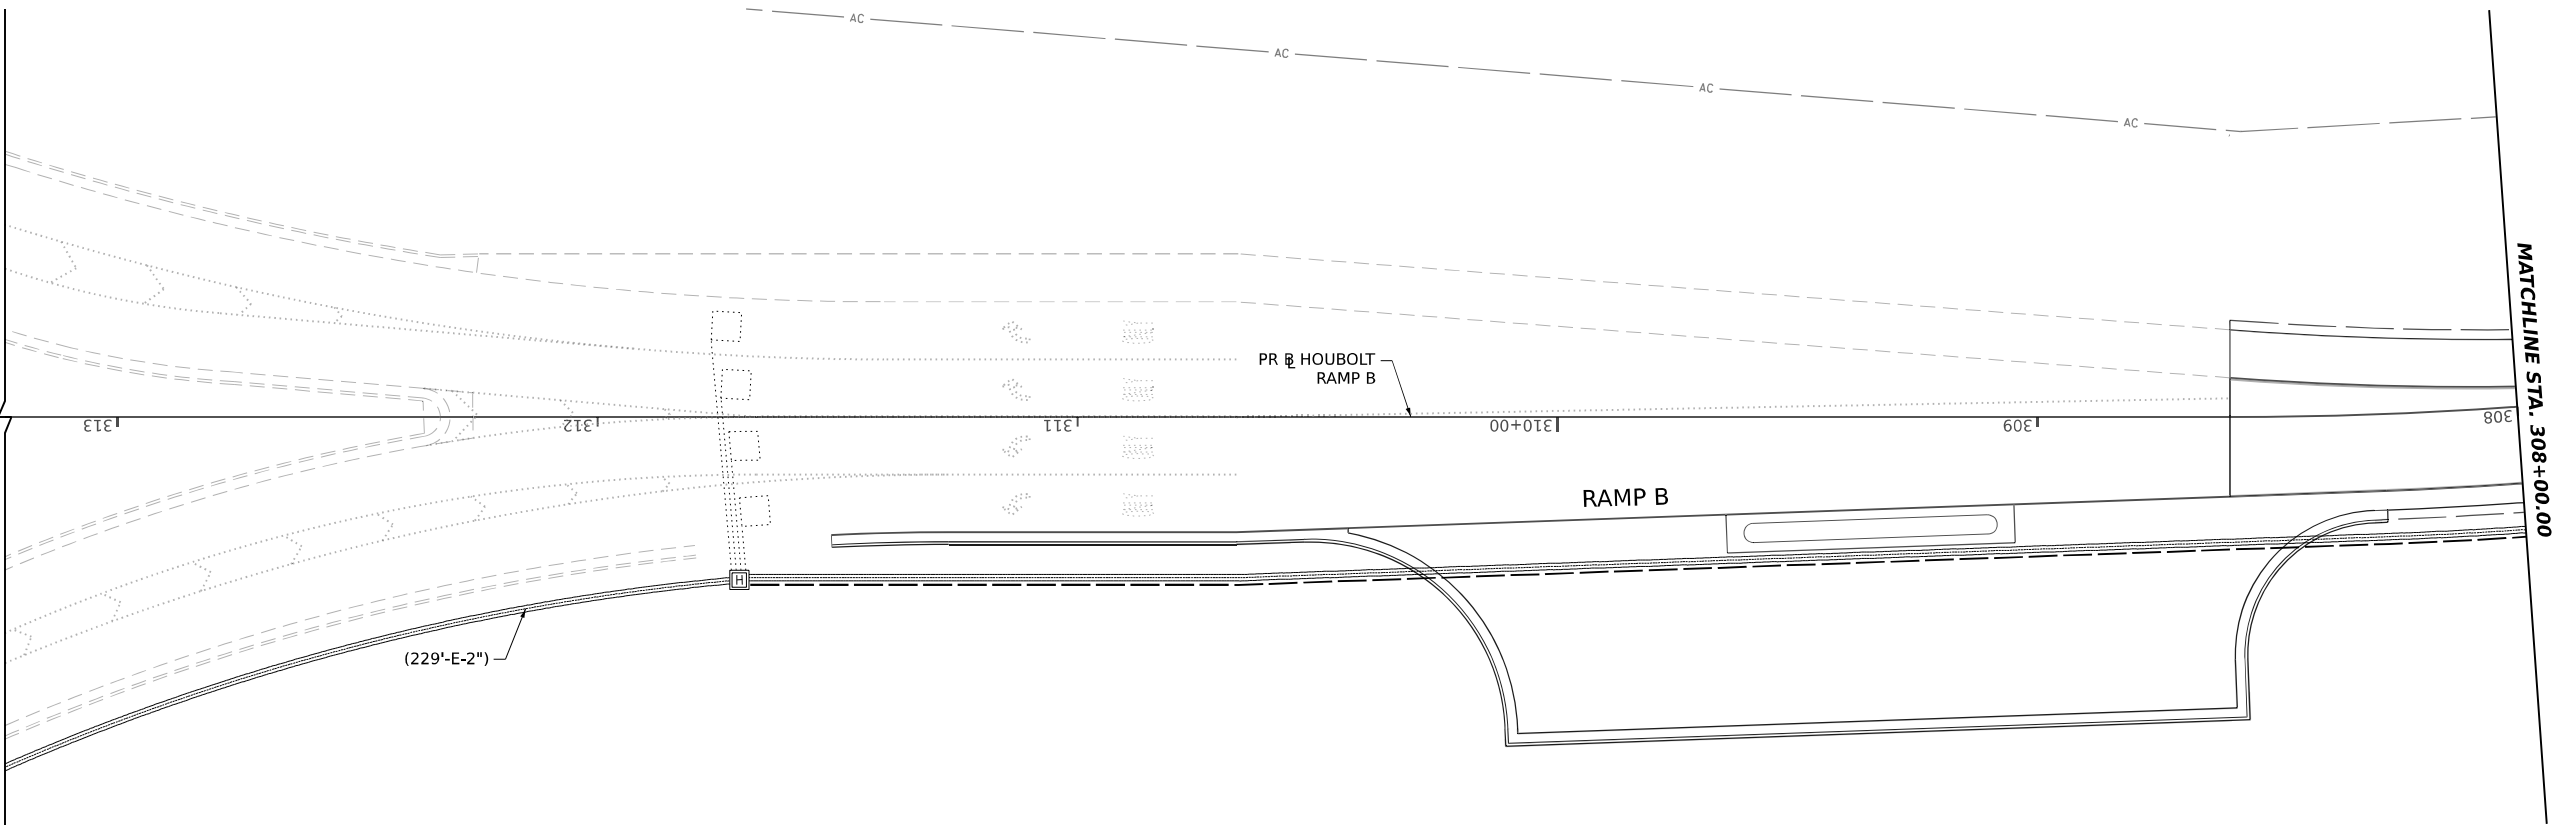 AC
AC
AC
AC
PR ℄ HOUBOLT
RAMP B
313
312
311
310+00
309
308
RAMP B
H
(229'-E-2")
MATCHLINE STA. 308+00.00